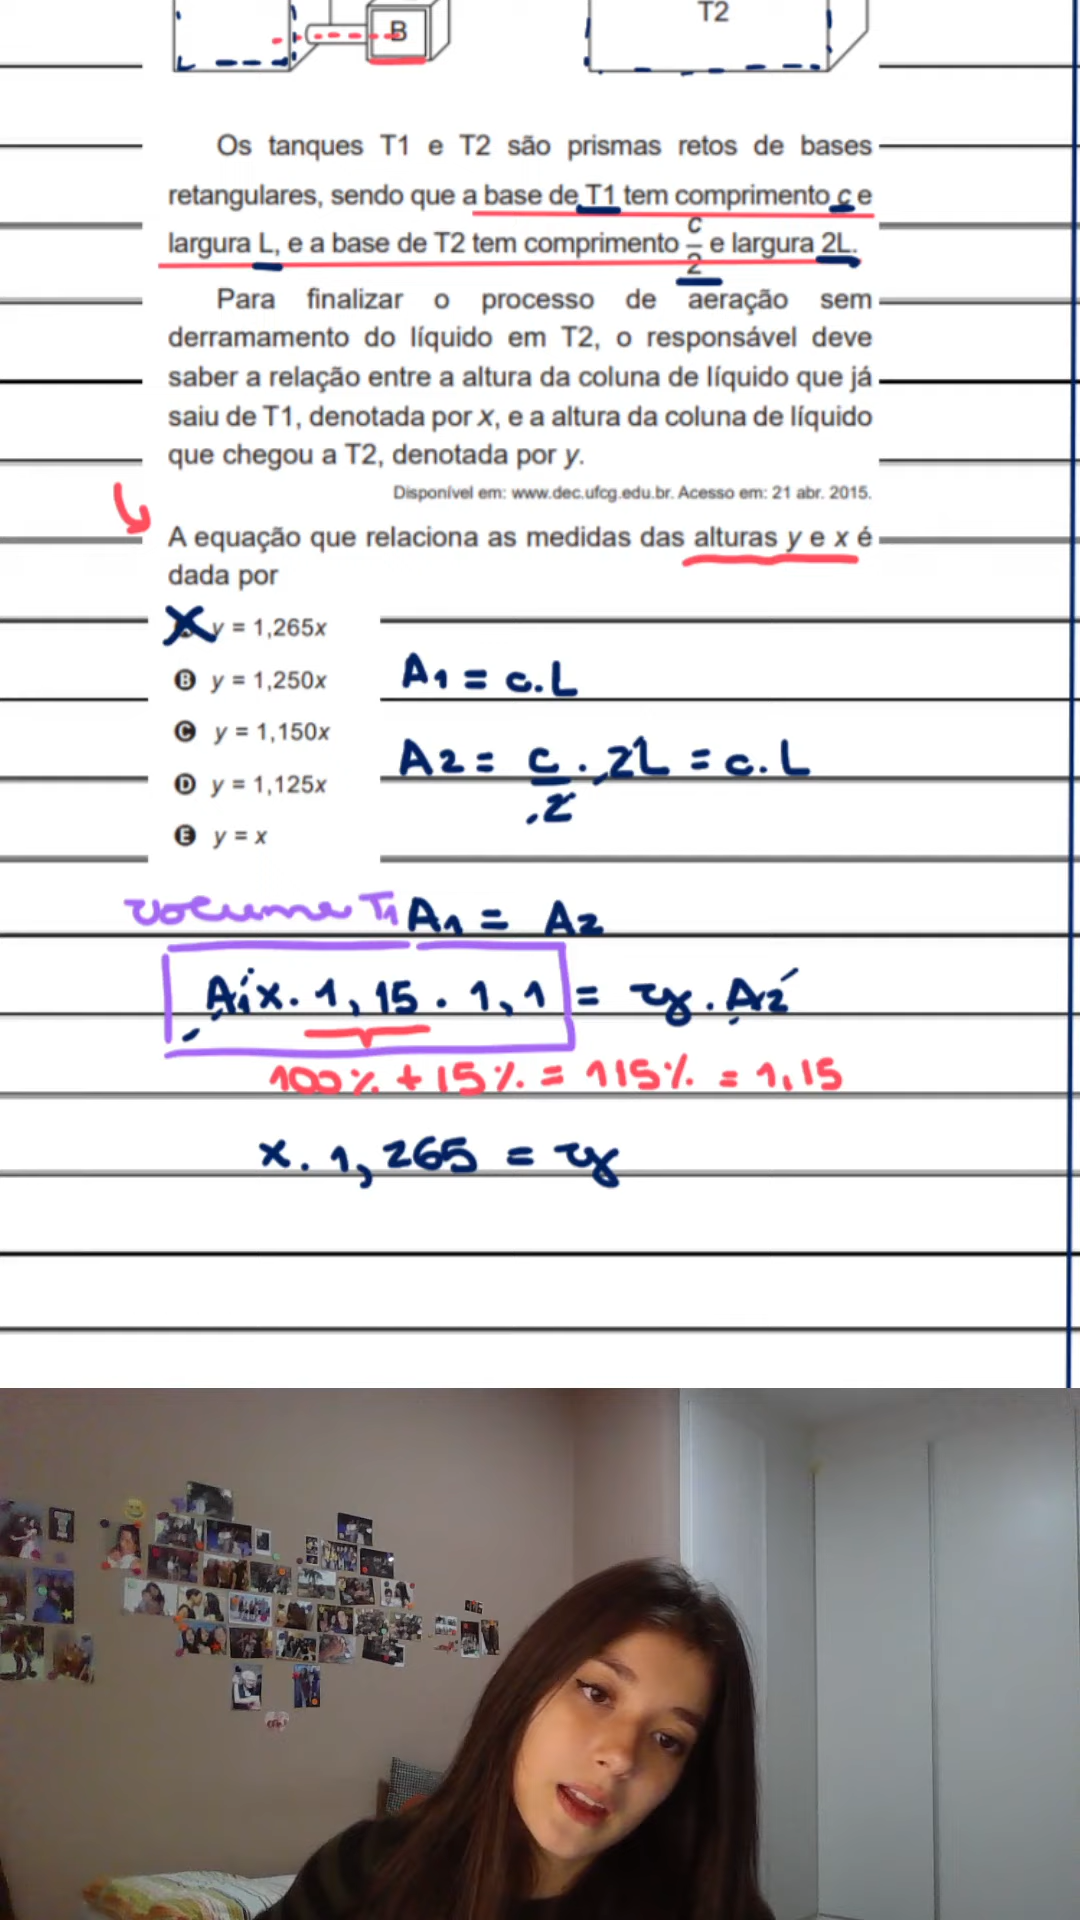 B
T2
Os tanques T1 e T2 são prismas retos de bases
retangulares, sendo que a base de T1 tem comprimento c e
largura L, e a base de T2 tem comprimento c/2 e largura 2L.
Para finalizar o processo de aeração sem
derramamento do líquido em T2, o responsável deve
saber a relação entre a altura da coluna de líquido que já
saiu de T1, denotada por x, e a altura da coluna de líquido
que chegou a T2, denotada por y.
Disponível em: www.dec.ufcg.edu.br. Acesso em: 21 abr. 2015.
A equação que relaciona as medidas das alturas y e x é
dada por
y = 1,265x
B y = 1,250x
C y = 1,150x
D y = 1,125x
E y = x
A1 = c.L
A2 = c/2 . 2L = c.L
volume T1 A1 = A2
A1 x . 1,15 . 1,1 = y . A2
100% + 15% = 115% = 1,15
x . 1,265 = y